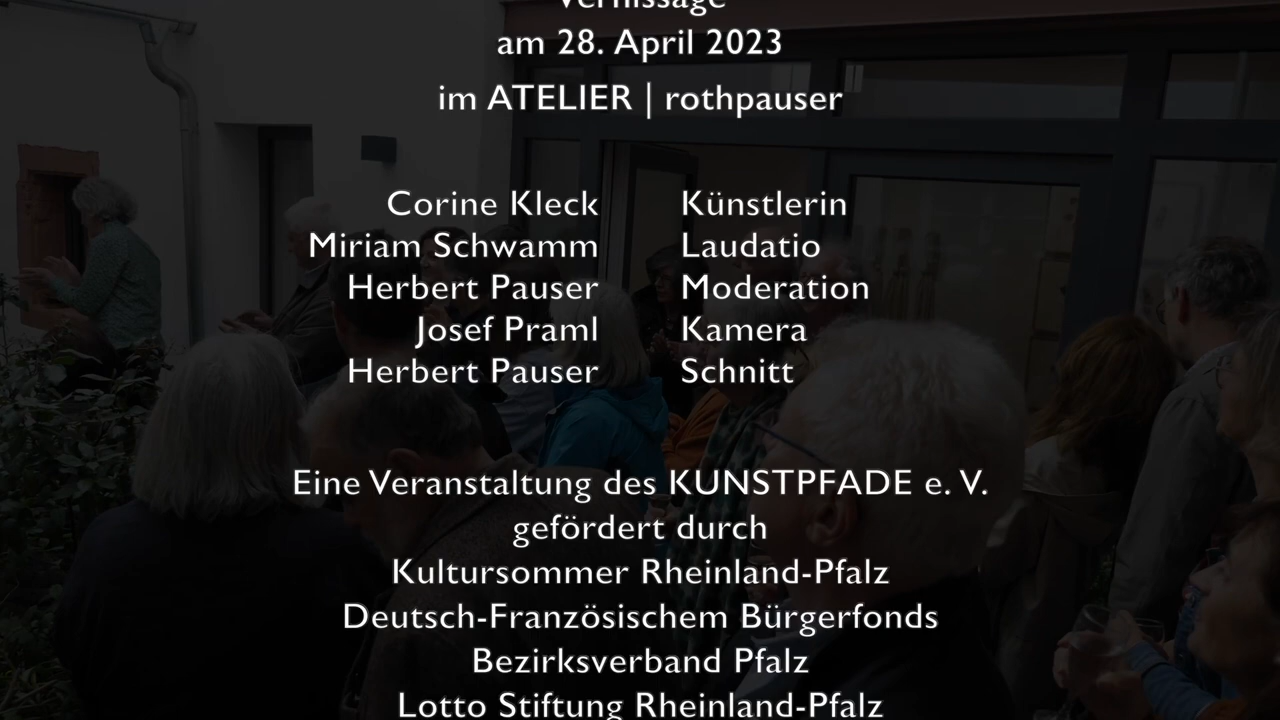 Vernissage
am 28. April 2023
im ATELIER | rothpauser
Corine Kleck Künstlerin
Miriam Schwamm Laudatio
Herbert Pauser Moderation
Josef Praml Kamera
Herbert Pauser Schnitt
Eine Veranstaltung des KUNSTPFADE e. V.
gefördert durch
Kultursommer Rheinland-Pfalz
Deutsch-Französischem Bürgerfonds
Bezirksverband Pfalz
Lotto Stiftung Rheinland-Pfalz